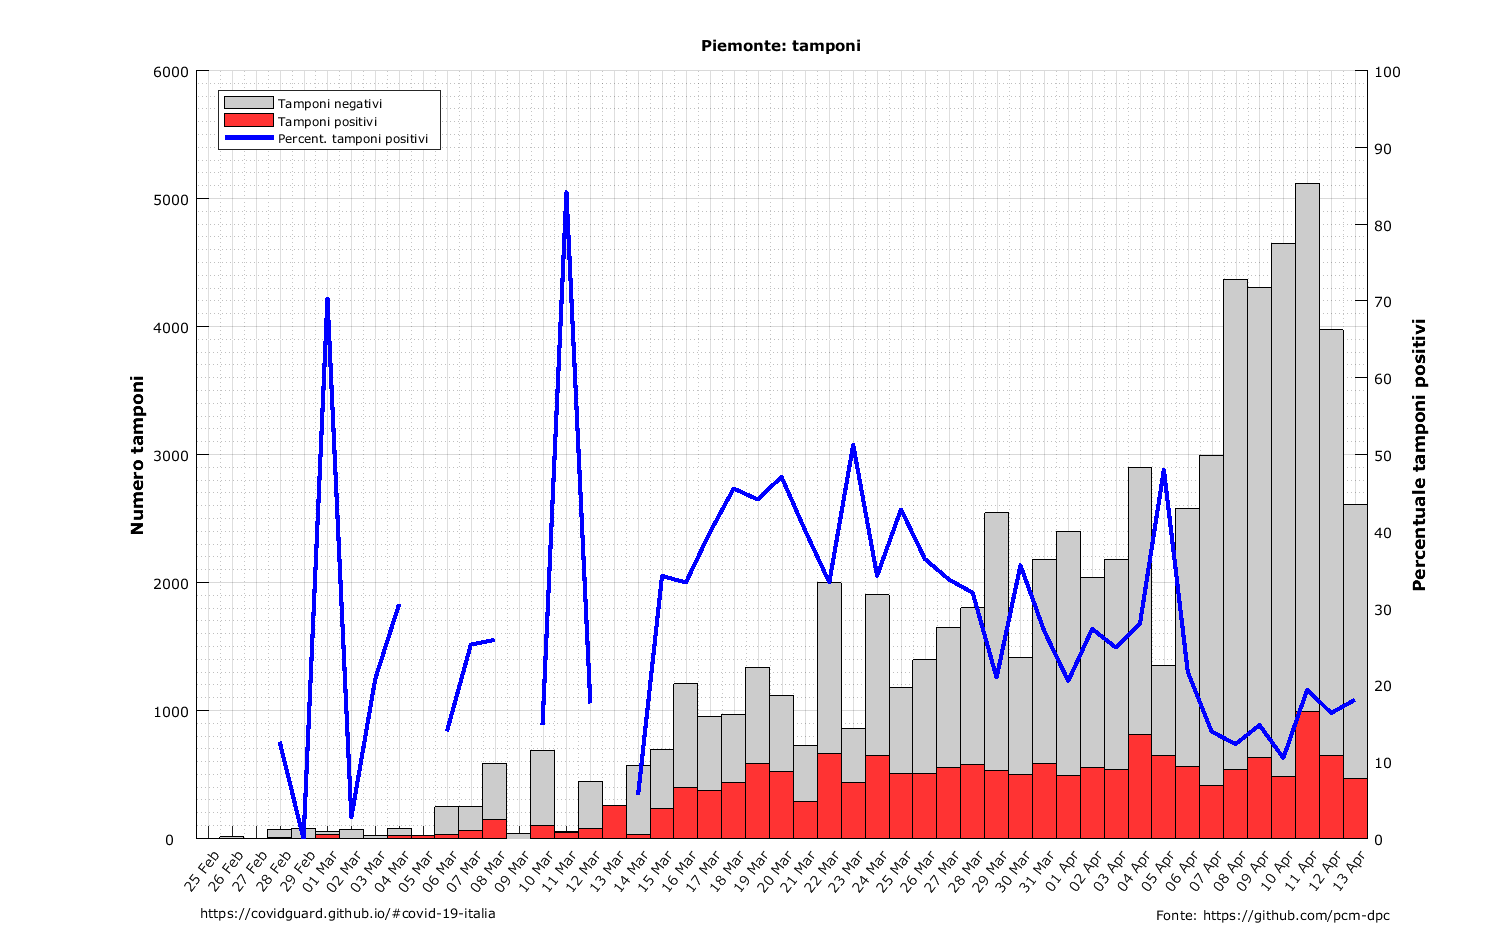 Piemonte: tamponi
Tamponi negativi
Tamponi positivi
Percent. tamponi positivi
Numero tamponi
6000
5000
4000
3000
2000
1000
0
Percentuale tamponi positivi
100
90
80
70
60
50
40
30
20
10
0
25 Feb
26 Feb
27 Feb
28 Feb
29 Feb
01 Mar
02 Mar
03 Mar
04 Mar
05 Mar
06 Mar
07 Mar
08 Mar
09 Mar
10 Mar
11 Mar
12 Mar
13 Mar
14 Mar
15 Mar
16 Mar
17 Mar
18 Mar
19 Mar
20 Mar
21 Mar
22 Mar
23 Mar
24 Mar
25 Mar
26 Mar
27 Mar
28 Mar
29 Mar
30 Mar
31 Mar
01 Apr
02 Apr
03 Apr
04 Apr
05 Apr
06 Apr
07 Apr
08 Apr
09 Apr
10 Apr
11 Apr
12 Apr
13 Apr
https://covidguard.github.io/#covid-19-italia
Fonte: https://github.com/pcm-dpc